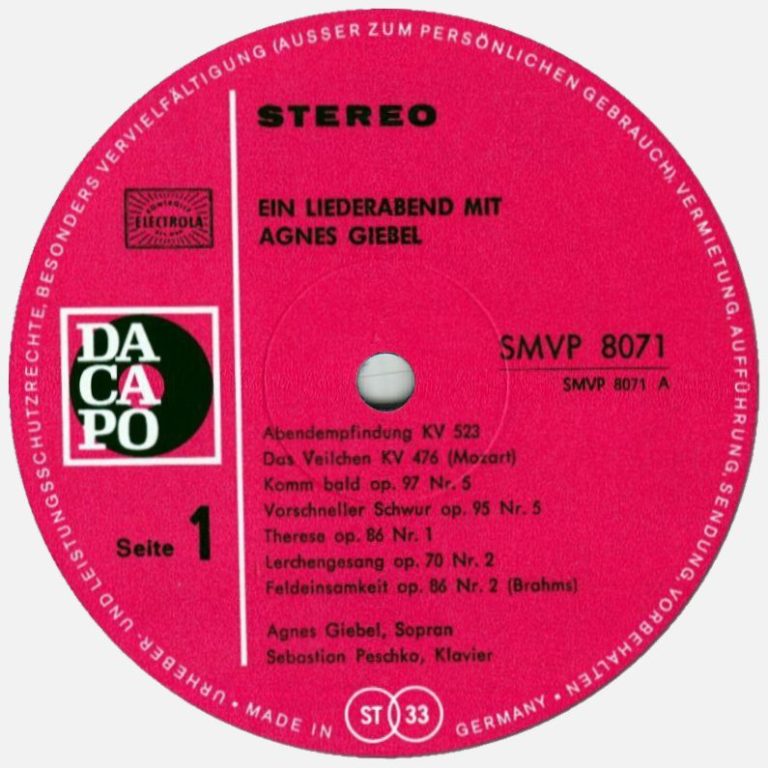 URHEBER- UND LEISTUNGSSCHUTZRECHTE, BESONDERS VERVIELFÄLTIGUNG (AUSSER ZUM PERSÖNLICHEN GEBRAUCH), VERMIETUNG, AUFFÜHRUNG, SENDUNG, VORBEHALTEN •
STEREO
ELECTROLA
EIN LIEDERABEND MIT
AGNES GIEBEL
DA
CA
PO
SMVP 8071
SMVP 8071 A
Abendempfindung KV 523
Das Veilchen KV 476 (Mozart)
Komm bald op. 97 Nr. 5
Vorschneller Schwur op. 95 Nr. 5
Therese op. 86 Nr. 1
Lerchengesang op. 70 Nr. 2
Feldeinsamkeit op. 86 Nr. 2 (Brahms)
Seite 1
Agnes Giebel, Sopran
Sebastian Peschko, Klavier
• MADE IN GERMANY
ST 33